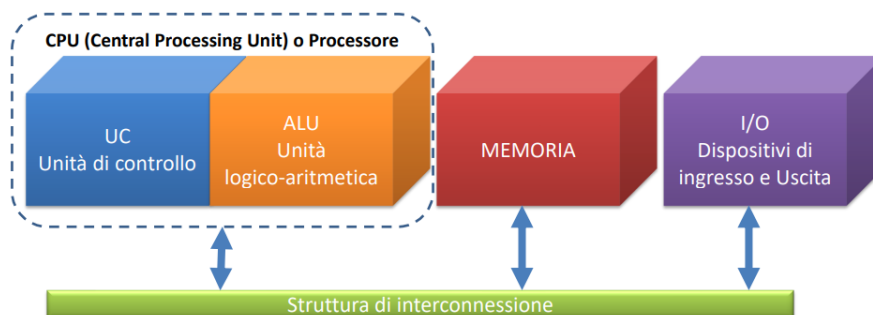 CPU (Central Processing Unit) o Processore
UC
Unità di controllo
ALU
Unità
logico-aritmetica
MEMORIA
I/O
Dispositivi di
ingresso e Uscita
Struttura di interconnessione